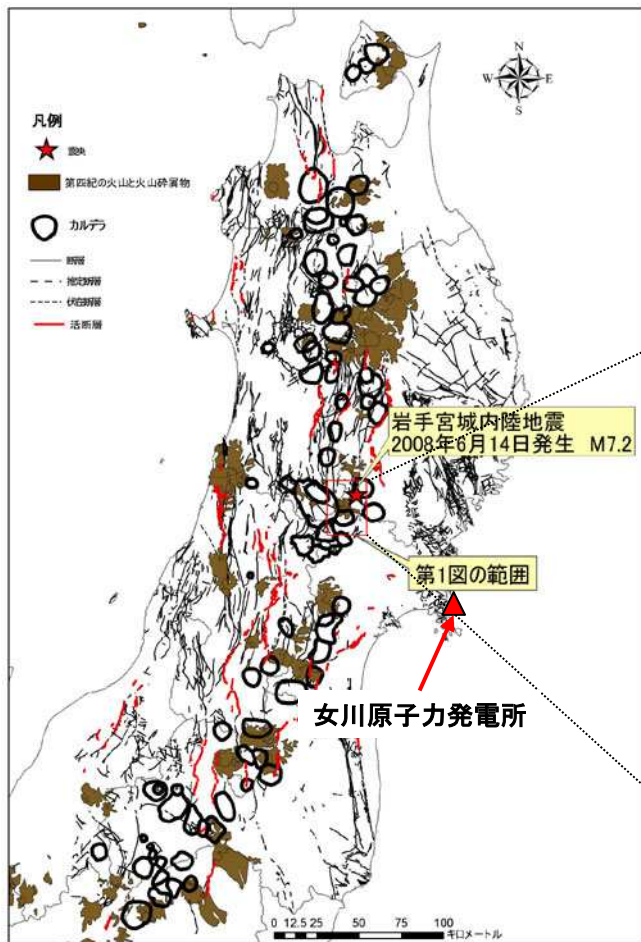 N
W E
S
凡例
震央
第四紀の火山と火山砕屑物
カルデラ
断層
推定断層
伏在断層
活断層
岩手宮城内陸地震
2008年6月14日発生 M7.2
第1図の範囲
女川原子力発電所
0 12.5 25 50 75 100
キロメートル